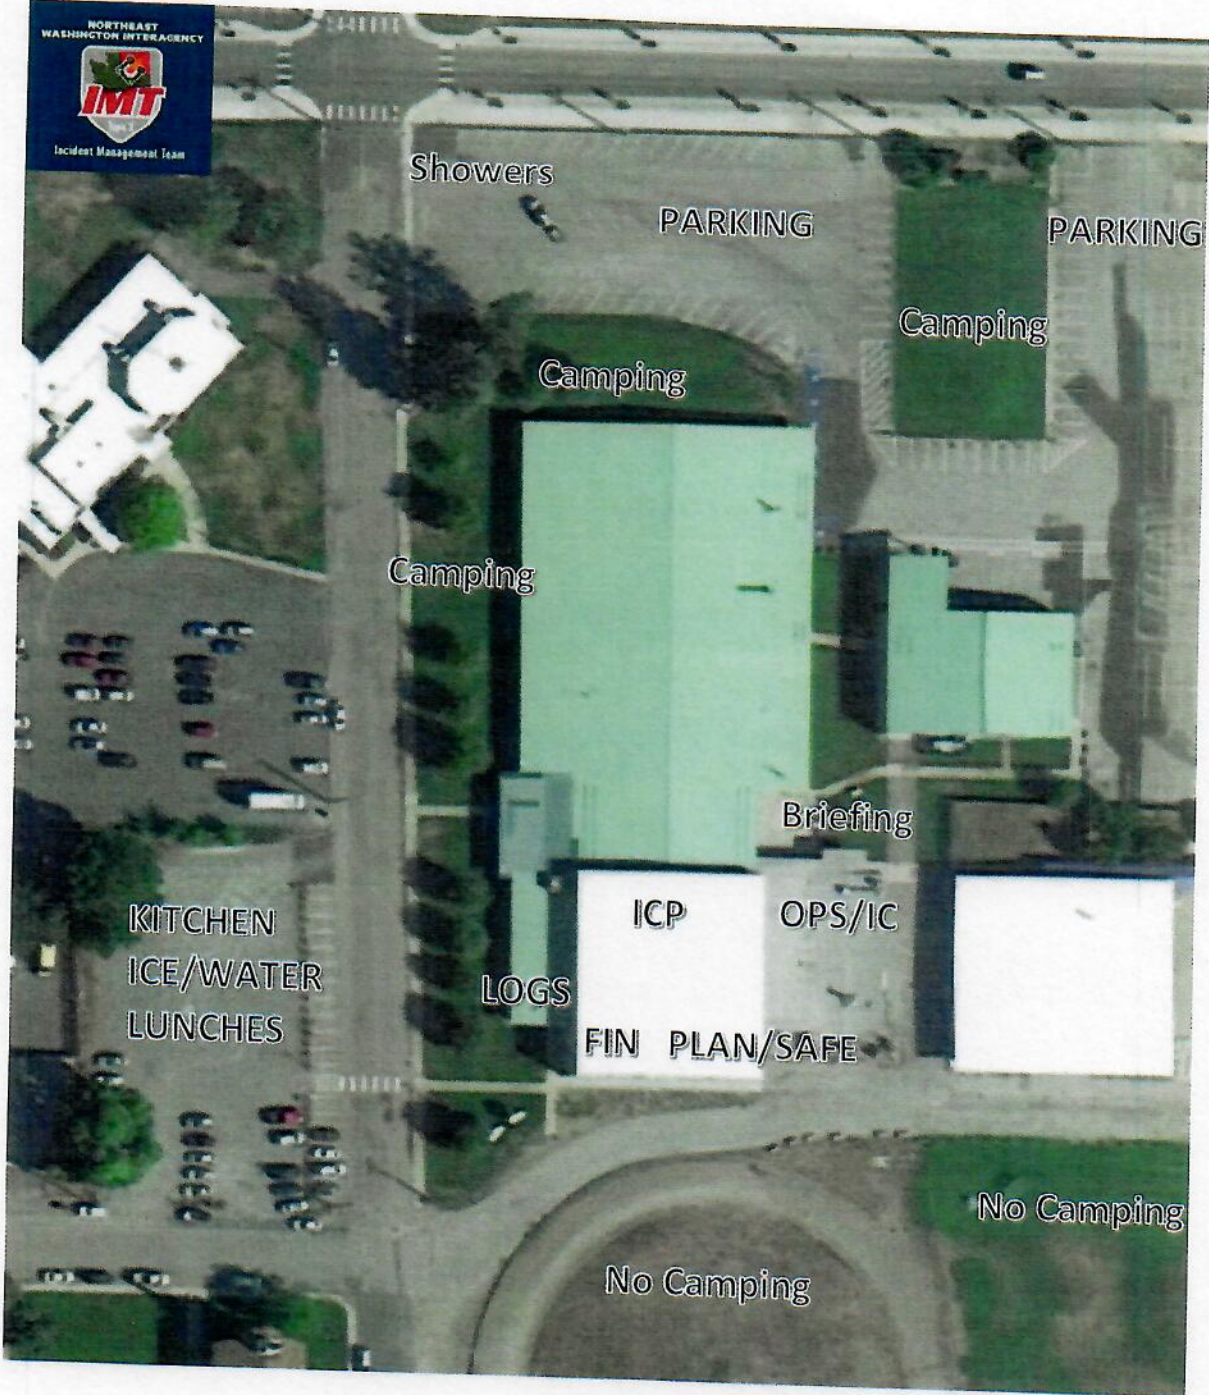 NORTHEAST
WASHINGTON INTERAGENCY
IMT
Incident Management Team
Showers
PARKING
PARKING
Camping
Camping
Camping
Briefing
ICP
OPS/IC
KITCHEN
ICE/WATER
LUNCHES
LOGS
FIN PLAN/SAFE
No Camping
No Camping